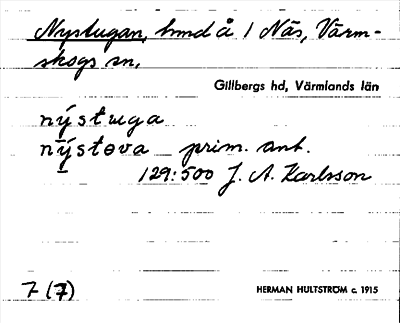 Nystugan, hmd å 1 Näs, Värm-
skogs sn.
Gillbergs hd, Värmlands län
nýstuga
nýstova prim. ant.
129:500 J. A. Karlsson
7 (7)
HERMAN HULTSTRÖM c. 1915